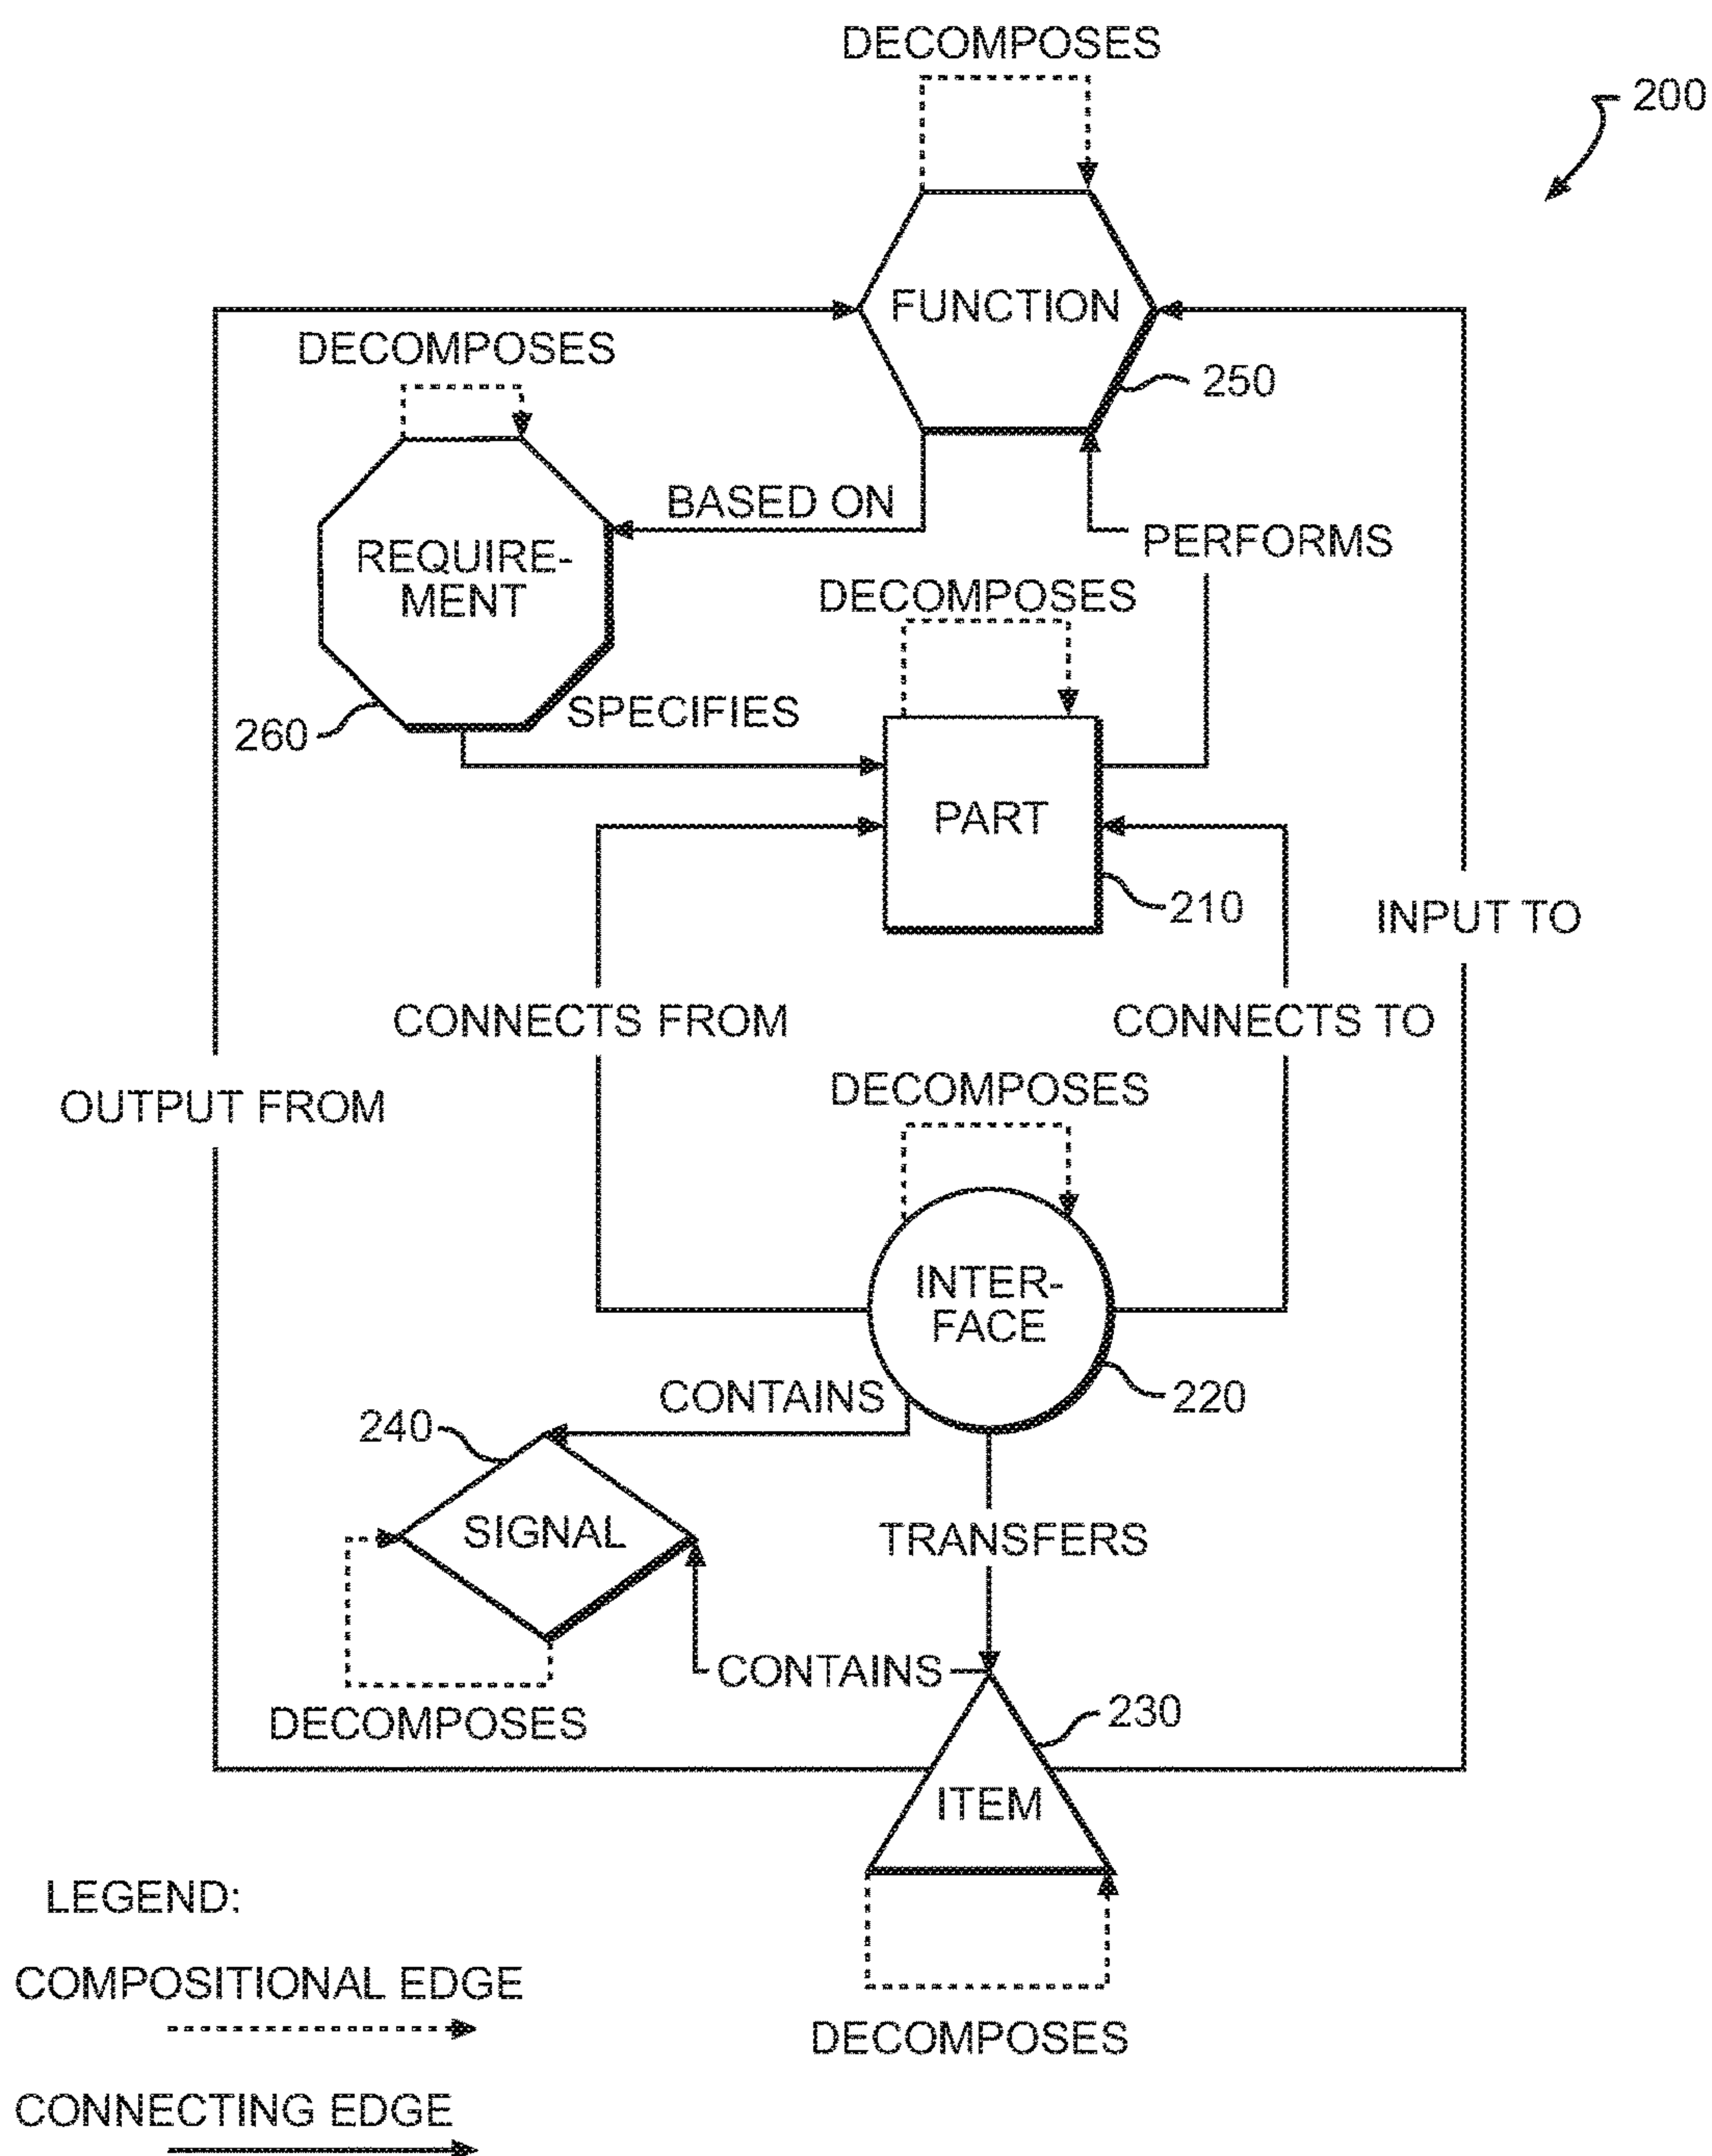 DECOMPOSES
200
FUNCTION
DECOMPOSES
250
BASED ON
PERFORMS
REQUIRE-
MENT
DECOMPOSES
SPECIFIES
260
PART
210
INPUT TO
CONNECTS FROM
CONNECTS TO
DECOMPOSES
OUTPUT FROM
INTER-
FACE
CONTAINS
220
240
SIGNAL
TRANSFERS
CONTAINS
DECOMPOSES
230
ITEM
LEGEND:
COMPOSITIONAL EDGE
DECOMPOSES
CONNECTING EDGE